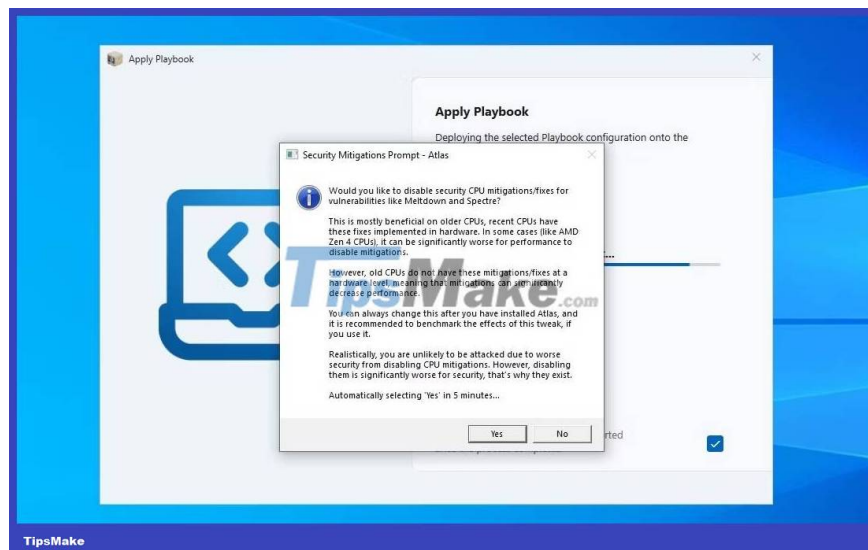 Apply Playbook
Apply Playbook
Deploying the selected Playbook configuration onto the
Security Mitigations Prompt - Atlas
Would you like to disable security CPU mitigations/fixes for
vulnerabilities like Meltdown and Spectre?
This is mostly beneficial on older CPUs, recent CPUs have
these fixes implemented in hardware. In some cases (like AMD
Zen 4 CPUs), it can be significantly worse for performance to
disable mitigations.
However, old CPUs do not have these mitigations/fixes at a
hardware level, meaning that mitigations can significantly
decrease performance.
You can always change this after you have installed Atlas, and
it is recommended to benchmark the effects of this tweak, if
you use it.
Realistically, you are unlikely to be attacked due to worse
security from disabling CPU mitigations. However, disabling
them is significantly worse for security, that's why they exist.
Automatically selecting 'Yes' in 5 minutes...
Yes
No
...
rted
TipsMake.com
TipsMake